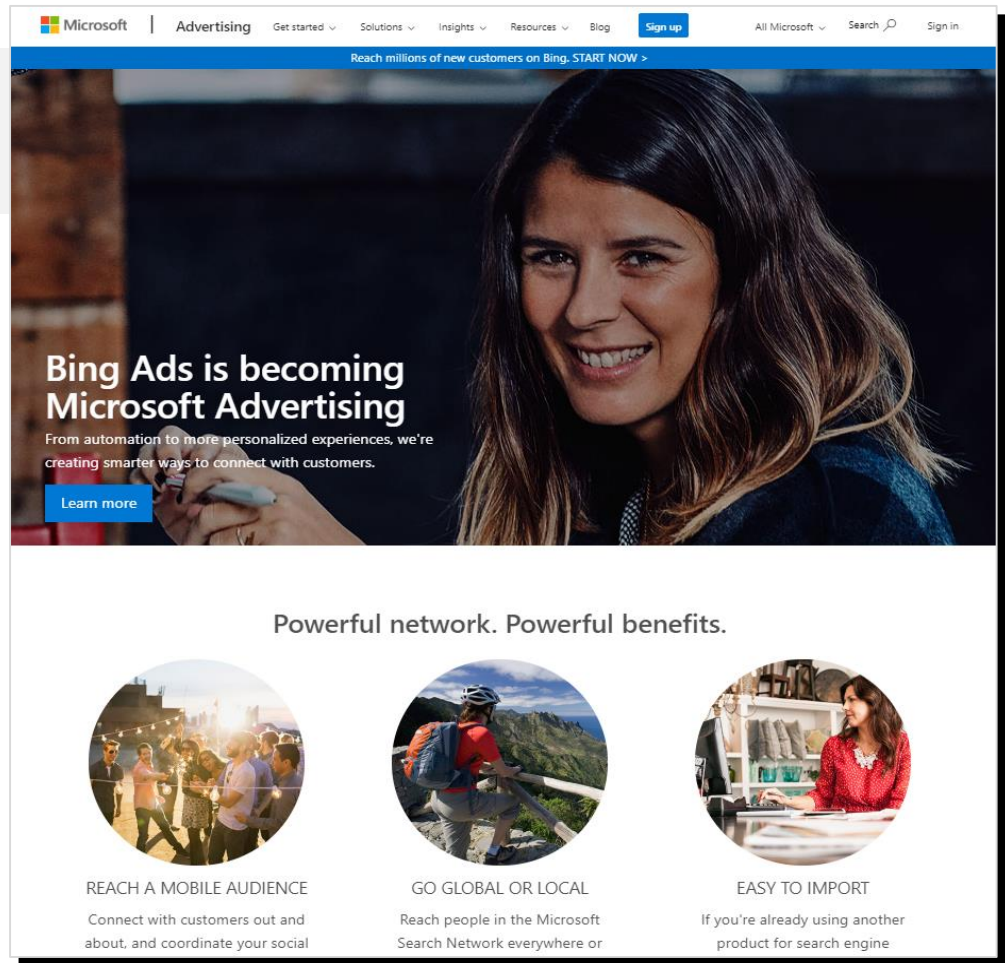 Microsoft | Advertising Get started Solutions Insights Resources Blog Sign up All Microsoft Search Sign in
Reach millions of new customers on Bing. START NOW >
Bing Ads is becoming
Microsoft Advertising
From automation to more personalized experiences, we're
creating smarter ways to connect with customers.
Learn more
Powerful network. Powerful benefits.
REACH A MOBILE AUDIENCE
Connect with customers out and
about, and coordinate your social
GO GLOBAL OR LOCAL
Reach people in the Microsoft
Search Network everywhere or
EASY TO IMPORT
If you're already using another
product for search engine